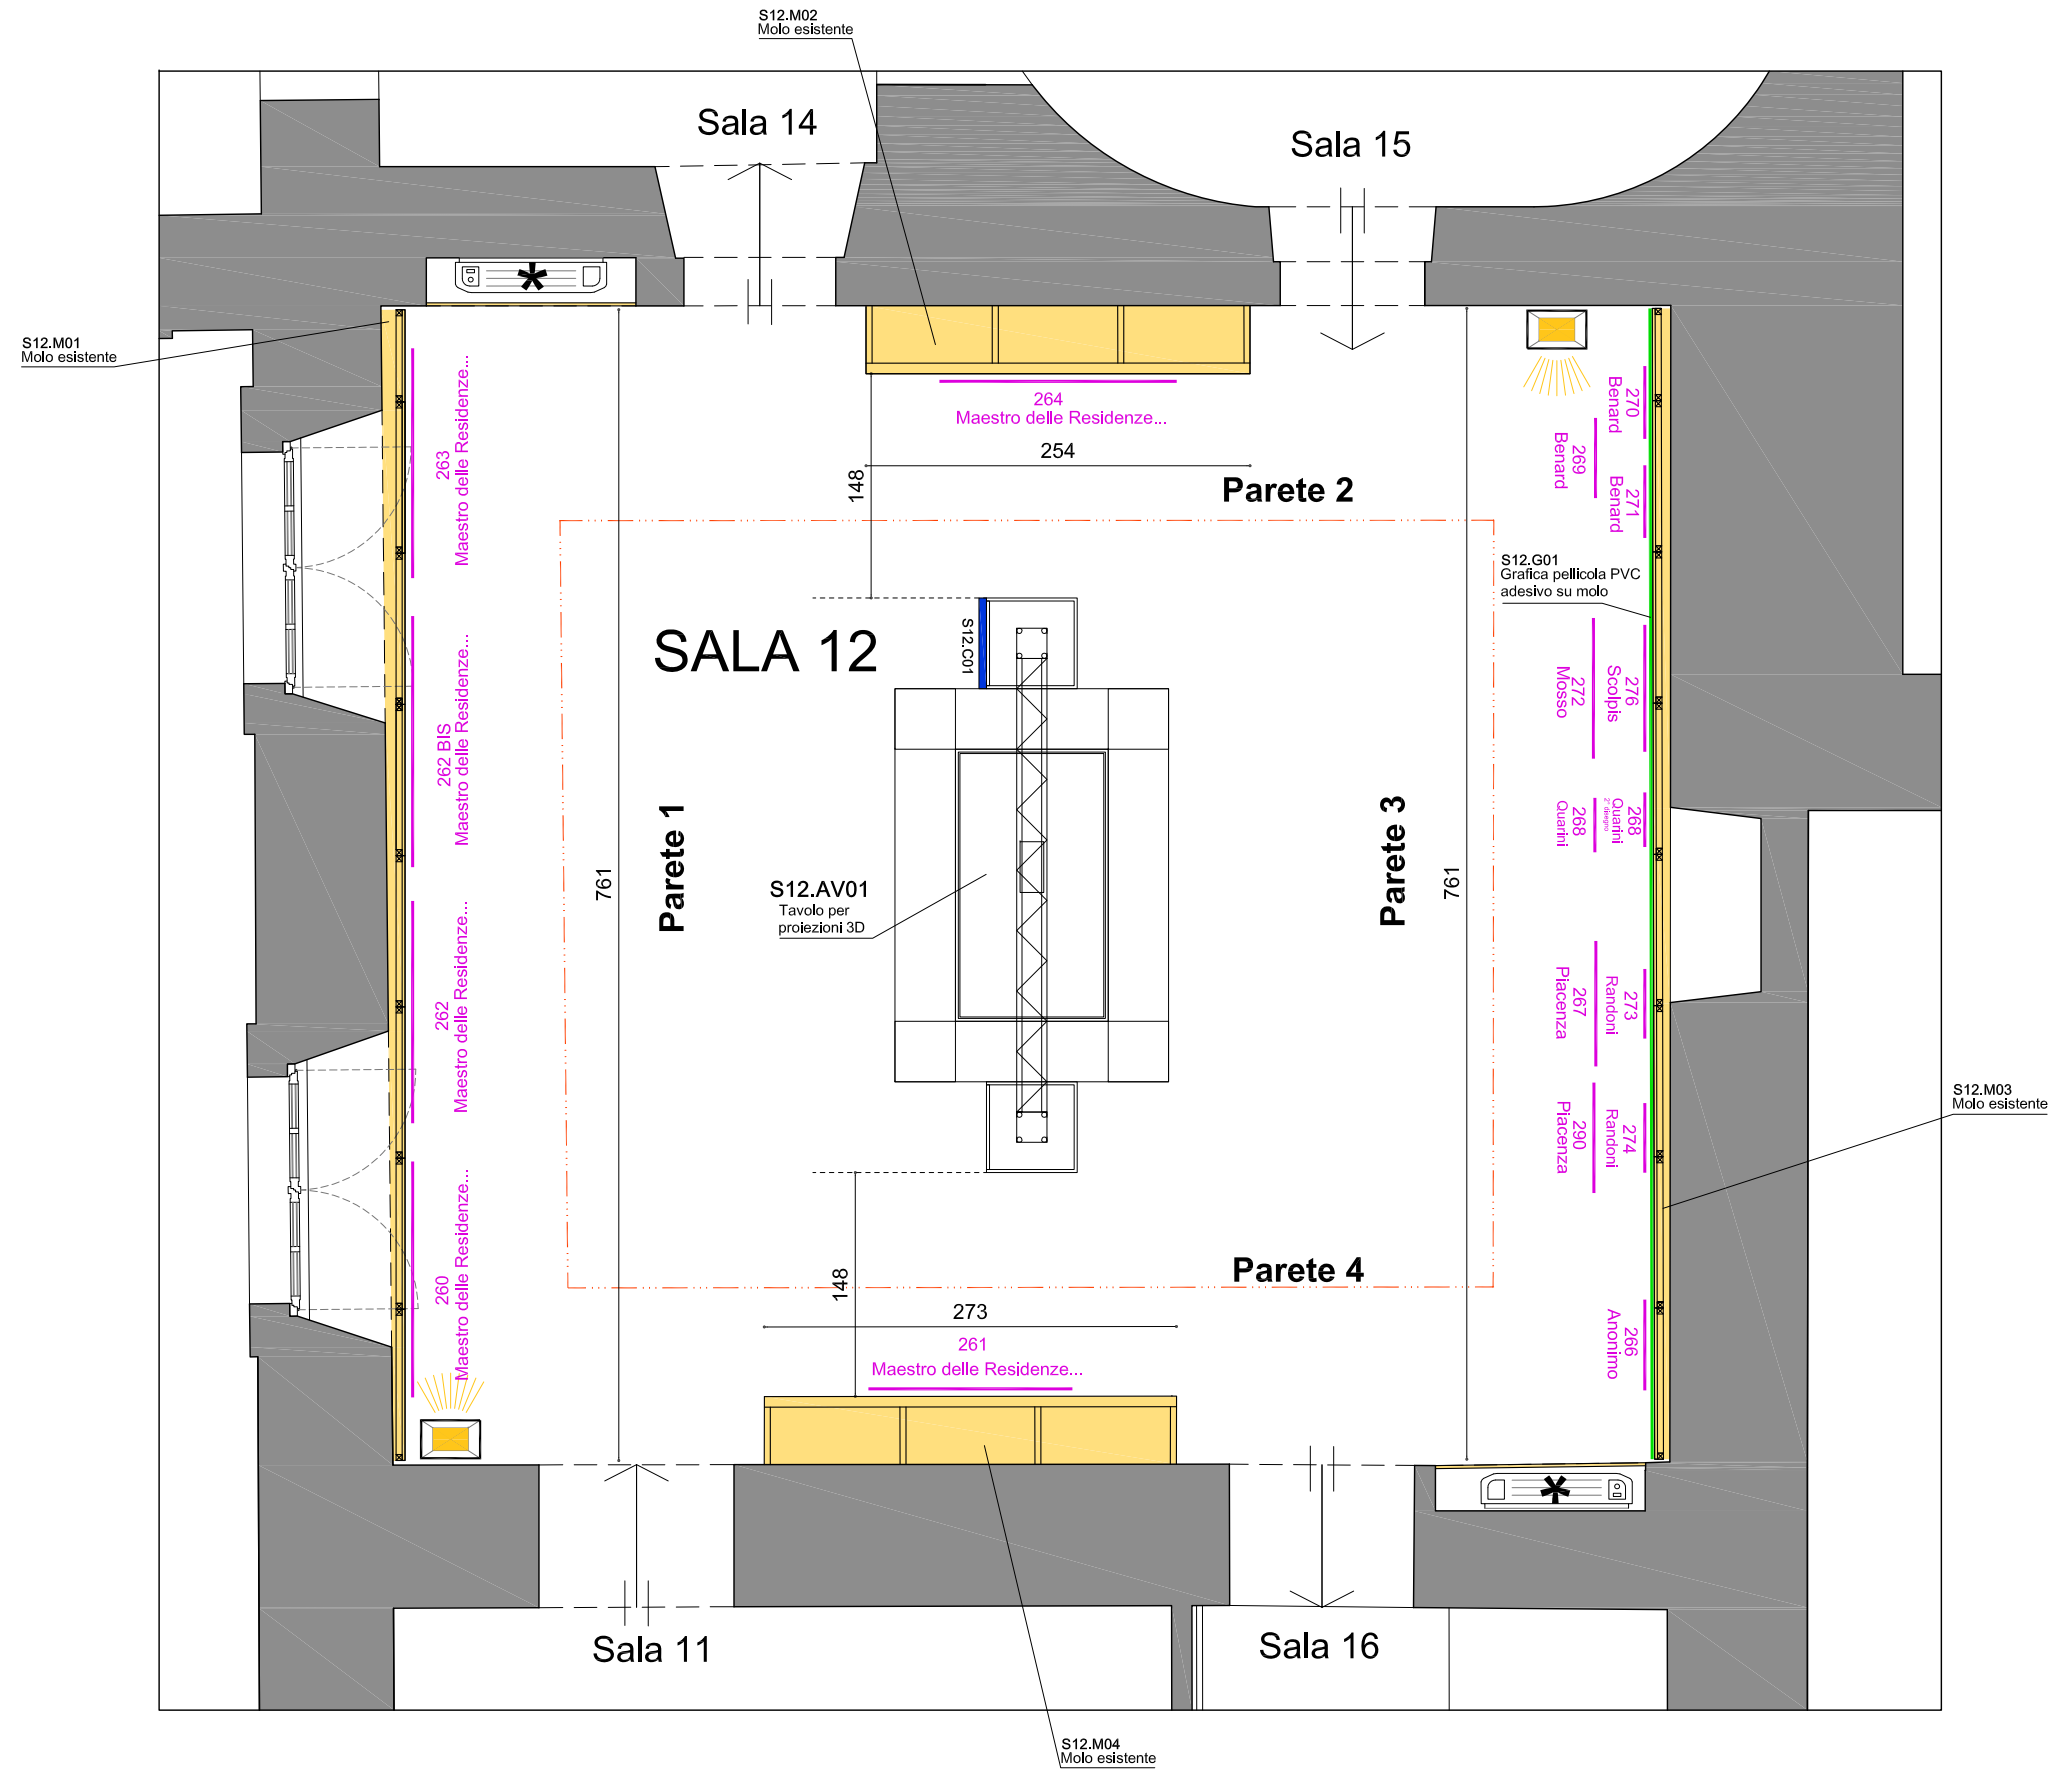 S12.M02
Molo esistente
Sala 14
Sala 15
S12.M01
Molo esistente
264
Maestro delle Residenze...
254
148
Parete 2
263
Maestro delle Residenze...
270
Benard
269
Benard
271
Benard
S12.G01
Grafica pellicola PVC
adesivo su molo
SALA 12
S12.C01
262 BIS
Maestro delle Residenze...
276
Scolpis
272
Mosso
Parete 1
761
S12.AV01
Tavolo per
proiezioni 3D
Parete 3
761
268
Quarini
2° disegno
268
Quarini
262
Maestro delle Residenze...
273
Randoni
267
Piacenza
274
Randoni
290
Piacenza
S12.M03
Molo esistente
260
Maestro delle Residenze...
148
Parete 4
273
261
Maestro delle Residenze...
266
Anonimo
Sala 11
Sala 16
S12.M04
Molo esistente